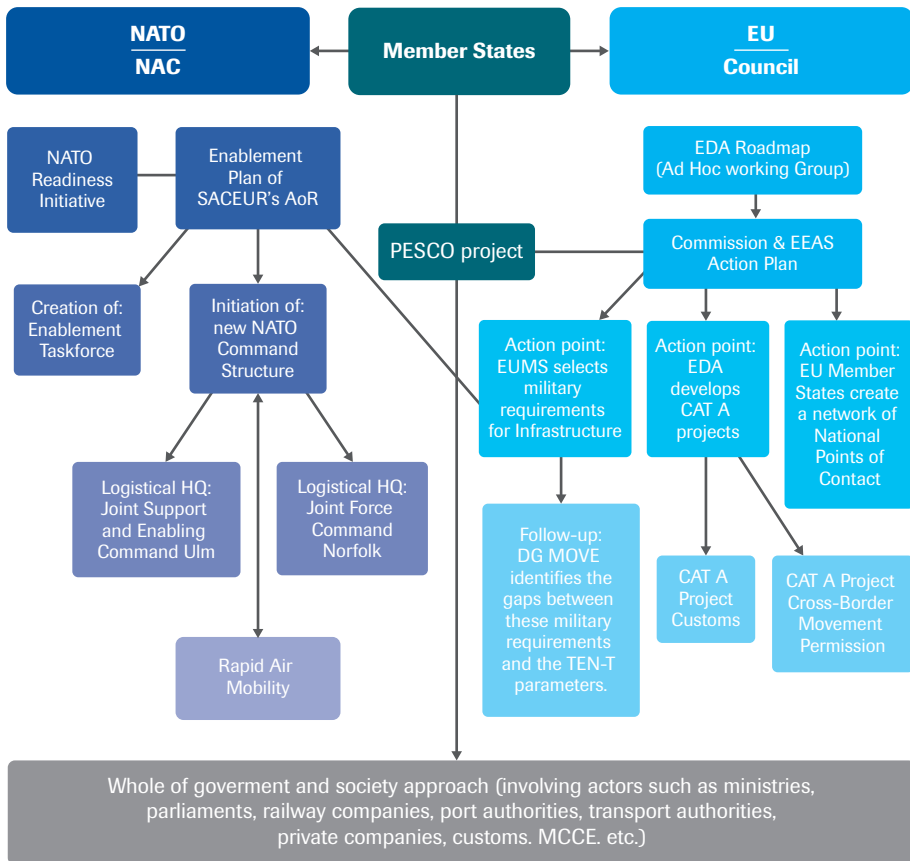 NATO
NAC
Member States
EU
Council
NATO
Readiness
Initiative
Enablement
Plan of
SACEUR's AoR
EDA Roadmap
(Ad Hoc working Group)
PESCO project
Commission & EEAS
Action Plan
Creation of:
Enablement
Taskforce
Initiation of:
new NATO
Command
Structure
Action point:
EUMS selects
military
requirements
for Infrastructure
Action point:
EDA
develops
CAT A
projects
Action point:
EU Member
States create
a network of
National
Points of
Contact
Logistical HQ:
Joint Support
and Enabling
Command Ulm
Logistical HQ:
Joint Force
Command
Norfolk
Follow-up:
DG MOVE
identifies the
gaps between
these military
requirements
and the TEN-T
parameters.
CAT A
Project
Customs
CAT A Project
Cross-Border
Movement
Permission
Rapid Air
Mobility
Whole of goverment and society approach (involving actors such as ministries,
parliaments, railway companies, port authorities, transport authorities,
private companies, customs. MCCE. etc.)